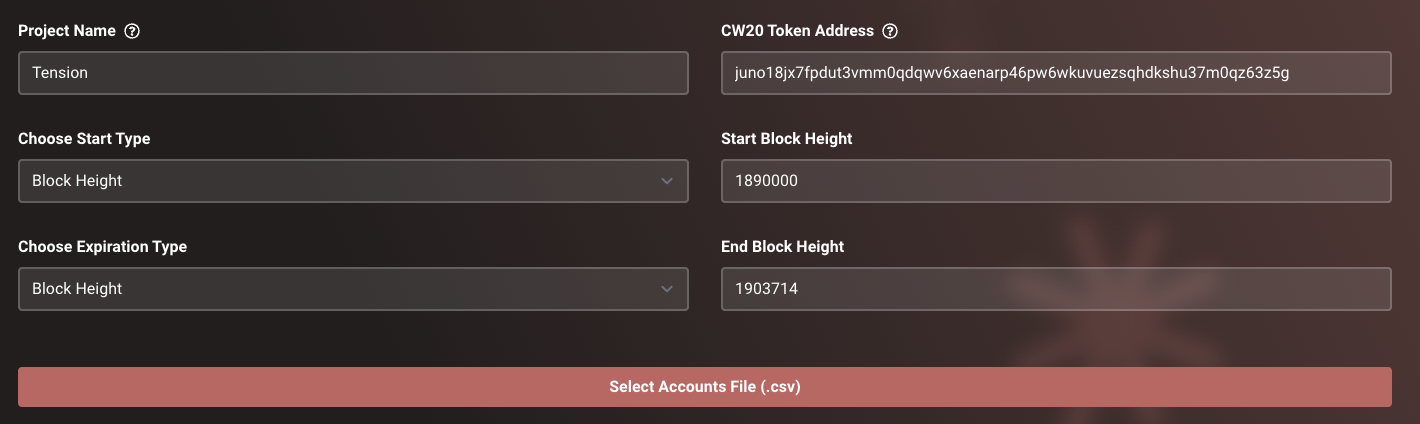 Project Name
Tension
CW20 Token Address
juno18jx7fpdut3vmm0qdqwv6xaenarp46pw6wkuvuezsqhdkshu37m0qz63z5g
Choose Start Type
Block Height
Start Block Height
1890000
Choose Expiration Type
Block Height
End Block Height
1903714
Select Accounts File (.csv)